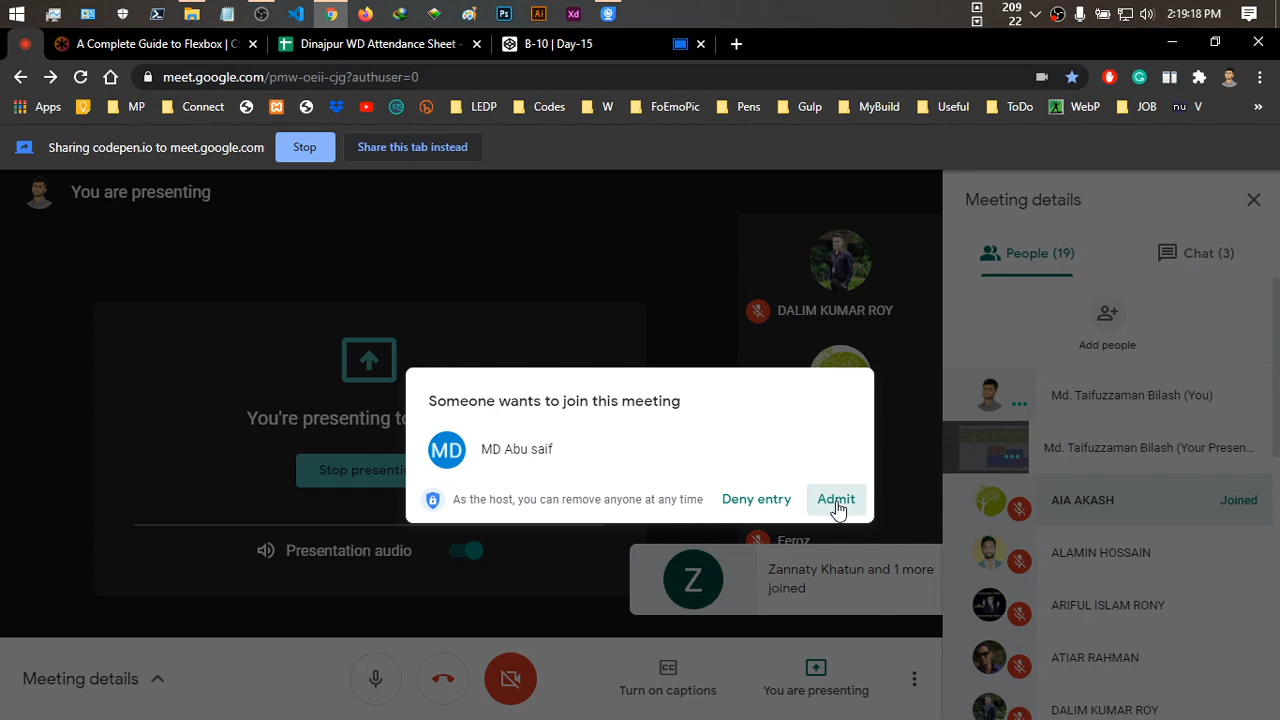 209
22
2:19:18 PM
A Complete Guide to Flexbox | C
Dinajpur WD Attendance Sheet -
B-10 | Day-15
meet.google.com/pmw-oeii-cjg?authuser=0
Apps
MP
Connect
LEDP
Codes
W
FoEmoPic
Pens
Gulp
MyBuild
Useful
ToDo
WebP
JOB
nu V
Sharing codepen.io to meet.google.com
Stop
Share this tab instead
You are presenting
You're presenting to
Stop presenti
Presentation audio
DALIM KUMAR ROY
Feroz
Someone wants to join this meeting
MD
MD Abu saif
As the host, you can remove anyone at any time
Deny entry
Admit
Z
Zannaty Khatun and 1 more
joined
Meeting details
People (19)
Chat (3)
Add people
Md. Taifuzzaman Bilash (You)
Md. Taifuzzaman Bilash (Your Presen...
AIA AKASH
Joined
ALAMIN HOSSAIN
ARIFUL ISLAM RONY
ATIAR RAHMAN
DALIM KUMAR ROY
Meeting details
Turn on captions
You are presenting